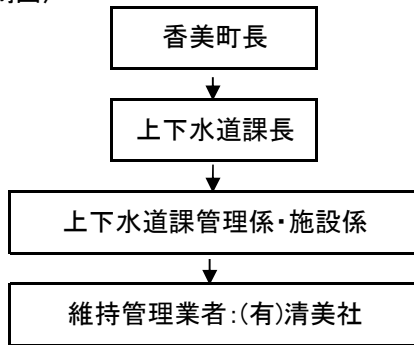 香美町長
上下水道課長
上下水道課管理係・施設係
維持管理業者:(有)清美社